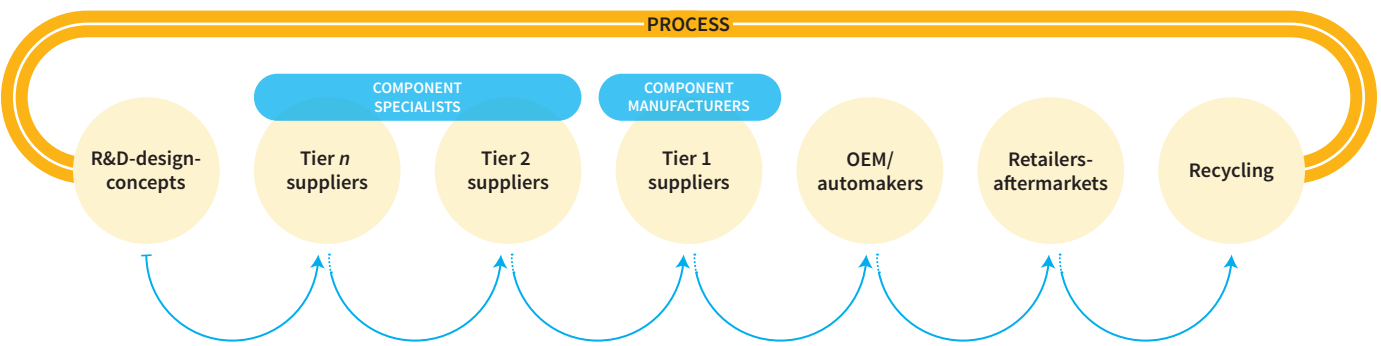 PROCESS
COMPONENT
SPECIALISTS
COMPONENT
MANUFACTURERS
R&D-design-
concepts
Tier n
suppliers
Tier 2
suppliers
Tier 1
suppliers
OEM/
automakers
Retailers-
aftermarkets
Recycling